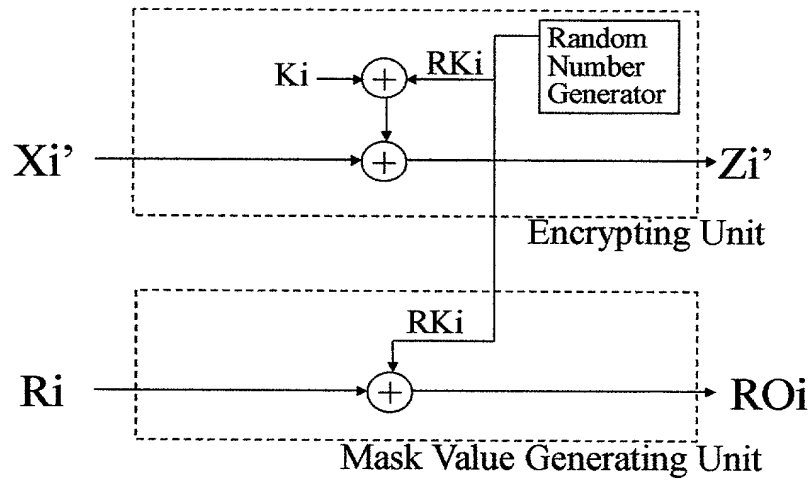 Random
Number
Generator
Ki
RKi
Xi’
Zi’
Encrypting Unit
RKi
Ri
ROi
Mask Value Generating Unit